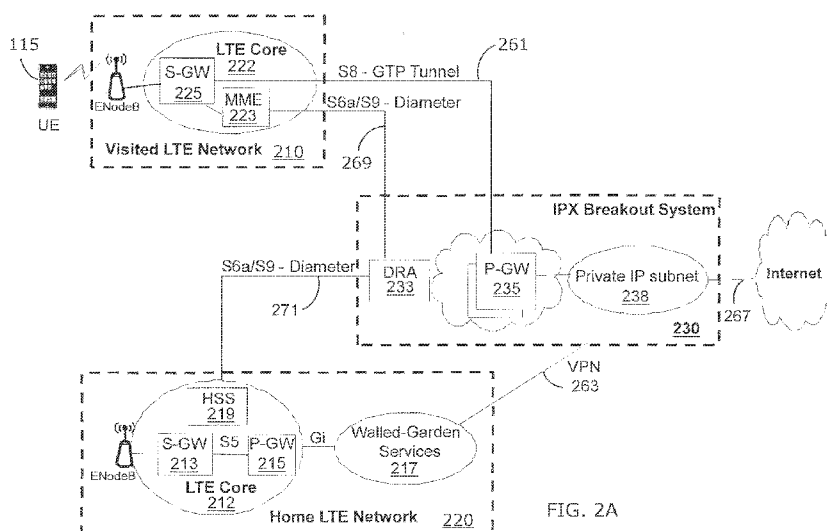 115
UE
ENodeB
LTE Core
222
S-GW
225
MME
223
Visited LTE Network 210
S8 - GTP Tunnel
261
S6a/S9 - Diameter
269
IPX Breakout System
DRA
233
P-GW
235
Private IP subnet
238
230
Internet
267
S6a/S9 - Diameter
271
VPN
263
HSS
219
ENodeB
S-GW
213
S5
P-GW
215
Gi
Walled-Garden
Services
217
LTE Core
212
Home LTE Network 220
FIG. 2A